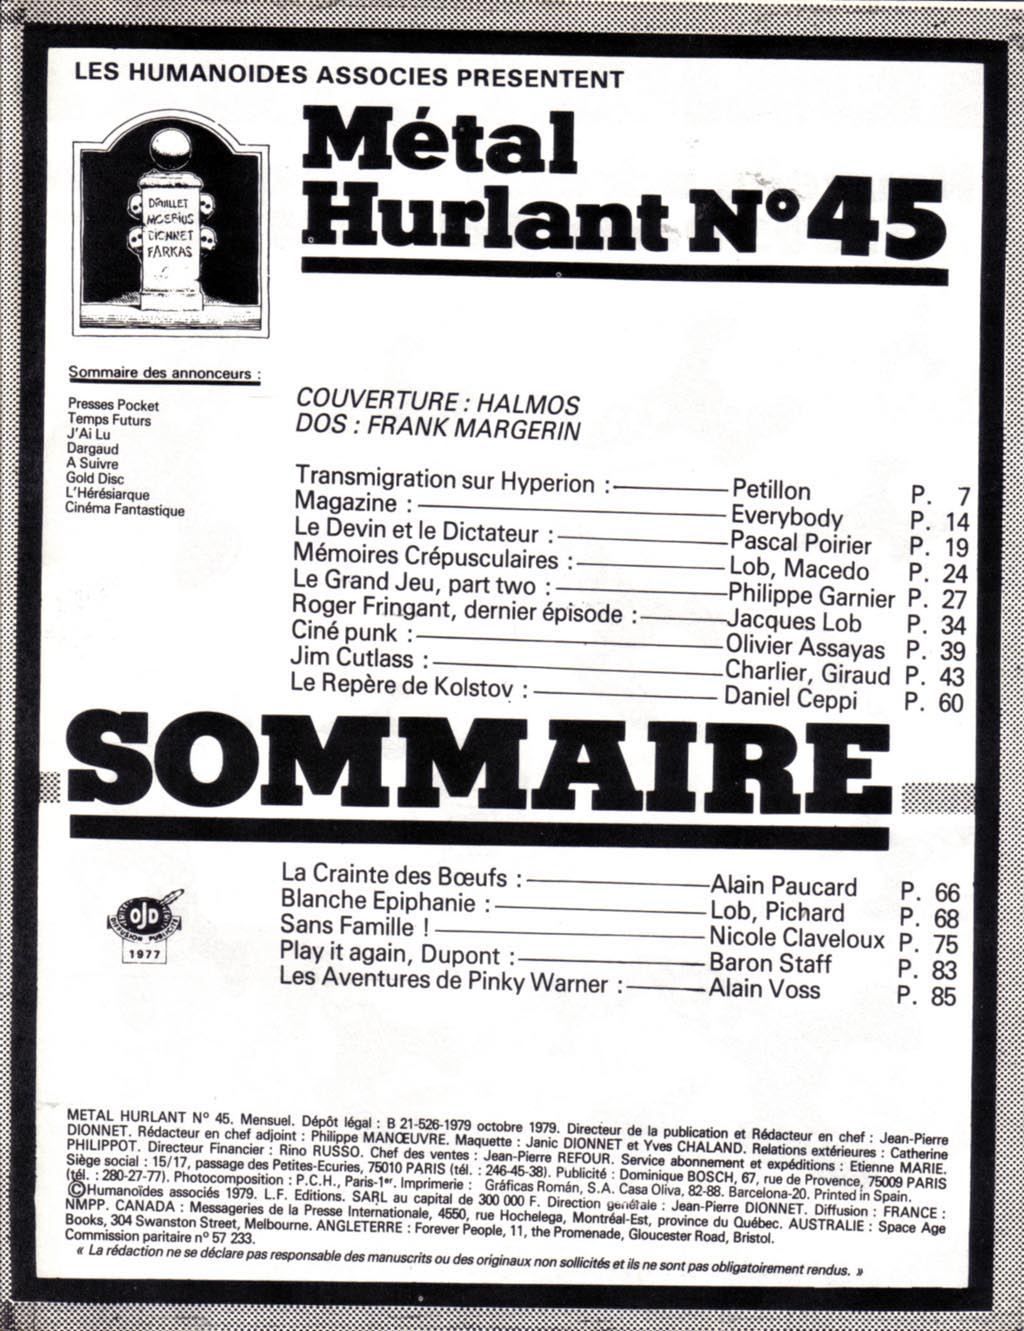 LES HUMANOIDES ASSOCIES PRESENTENT
Métal
Hurlant N° 45
DRUILLET
MOEBIUS
DIONNET
FARKAS
Sommaire des annonceurs :
Presses Pocket
Temps Futurs
J'Ai Lu
Dargaud
A Suivre
Gold Disc
L'Hérésiarque
Cinéma Fantastique
COUVERTURE : HALMOS
DOS : FRANK MARGERIN
Transmigration sur Hyperion : Petillon P. 7
Magazine : Everybody P. 14
Le Devin et le Dictateur : Pascal Poirier P. 19
Mémoires Crépusculaires : Lob, Macedo P. 24
Le Grand Jeu, part two : Philippe Garnier P. 27
Roger Fringant, dernier épisode : Jacques Lob P. 34
Ciné punk : Olivier Assayas P. 39
Jim Cutlass : Charlier, Giraud P. 43
Le Repère de Kolstov : Daniel Ceppi P. 60
SOMMAIRE
La Crainte des Bœufs : Alain Paucard P. 66
Blanche Epiphanie : Lob, Pichard P. 68
Sans Famille ! Nicole Claveloux P. 75
Play it again, Dupont : Baron Staff P. 83
Les Aventures de Pinky Warner : Alain Voss P. 85
OJD
DIFFUSION
1977
METAL HURLANT N° 45. Mensuel. Dépôt légal : B 21-526-1979 octobre 1979. Directeur de la publication et Rédacteur en chef : Jean-Pierre
DIONNET. Rédacteur en chef adjoint : Philippe MANŒUVRE. Maquette : Janic DIONNET et Yves CHALAND. Relations extérieures : Catherine
PHILIPPOT. Directeur Financier : Rino RUSSO. Chef des ventes : Jean-Pierre REFOUR. Service abonnement et expéditions : Etienne MARIE.
Siège social : 15/17, passage des Petites-Ecuries, 75010 PARIS (tél. : 246-45-38). Publicité : Dominique BOSCH, 67, rue de Provence, 75009 PARIS
(tél. : 280-27-77). Photocomposition : P.C.H., Paris-1er. Imprimerie : Gráficas Román, S.A. Casa Oliva, 82-88. Barcelona-20. Printed in Spain.
©Humanoïdes associés 1979. L.F. Editions. SARL au capital de 300 000 F. Direction générale : Jean-Pierre DIONNET. Diffusion : FRANCE :
NMPP. CANADA : Messageries de la Presse Internationale, 4550, rue Hochelega, Montréal-Est, province du Québec. AUSTRALIE : Space Age
Books, 304 Swanston Street, Melbourne. ANGLETERRE : Forever People, 11, the Promenade, Gloucester Road, Bristol.
Commission paritaire n° 57 233.
« La rédaction ne se déclare pas responsable des manuscrits ou des originaux non sollicités et ils ne sont pas obligatoirement rendus. »